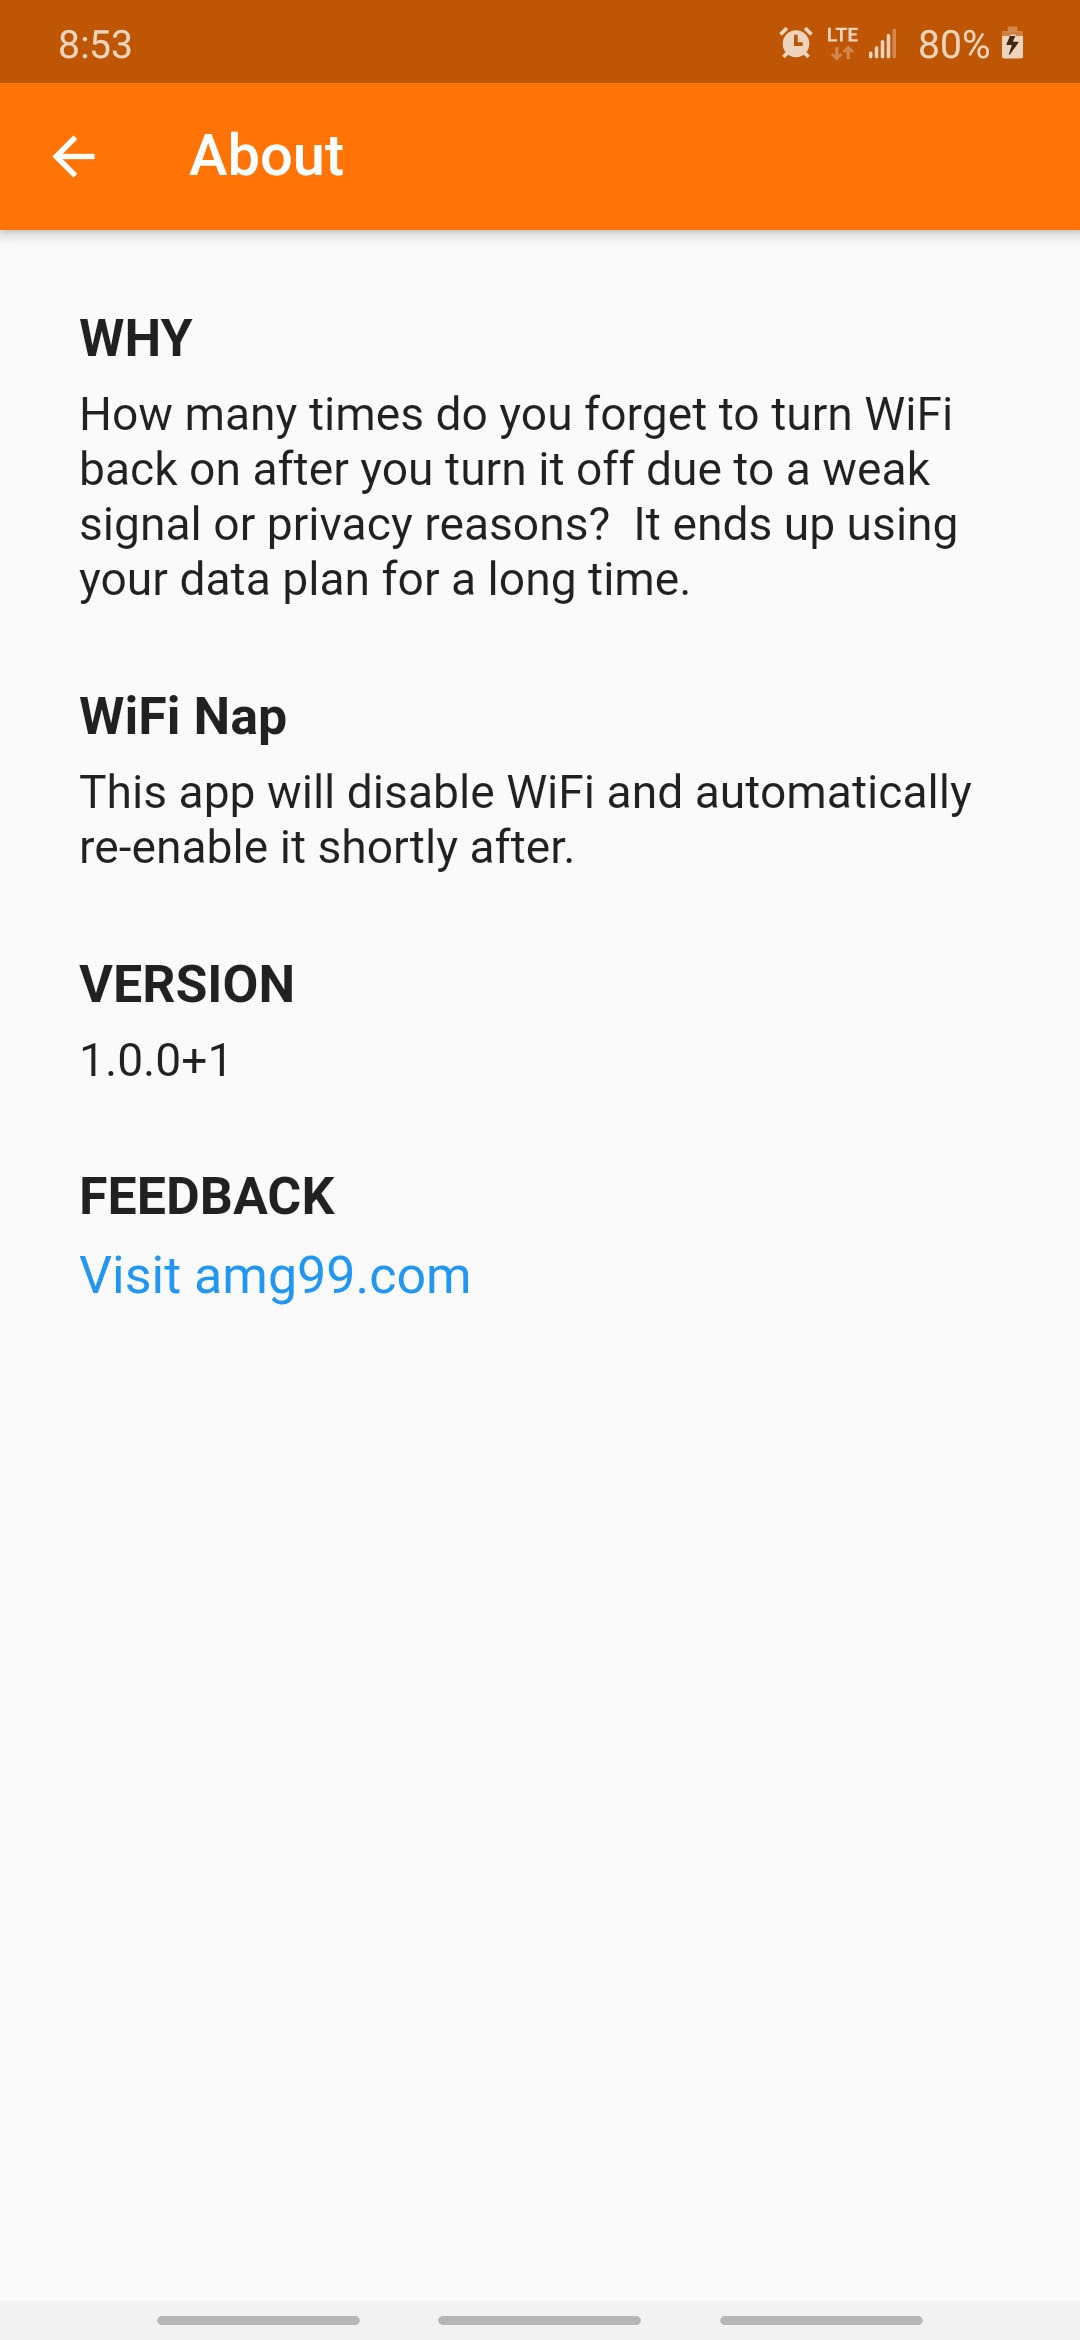 8:53
LTE
80%
About
WHY
How many times do you forget to turn WiFi
back on after you turn it off due to a weak
signal or privacy reasons?  It ends up using
your data plan for a long time.
WiFi Nap
This app will disable WiFi and automatically
re-enable it shortly after.
VERSION
1.0.0+1
FEEDBACK
Visit amg99.com